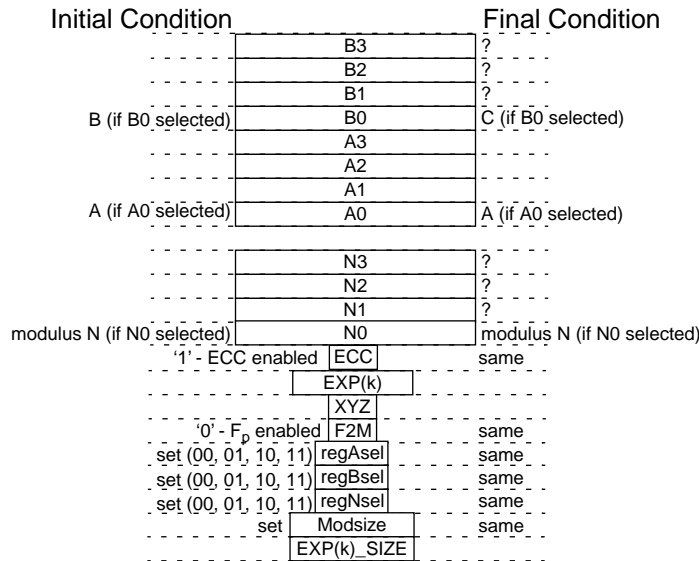 Initial Condition Final Condition
B3 ?
B2 ?
B1 ?
B (if B0 selected) B0 C (if B0 selected)
A3
A2
A1
A (if A0 selected) A0 A (if A0 selected)
N3 ?
N2 ?
N1 ?
modulus N (if N0 selected) N0 modulus N (if N0 selected)
‘1’ - ECC enabled ECC same
EXP(k)
XYZ
‘0’ - Fp enabled F2M same
set (00, 01, 10, 11) regAsel same
set (00, 01, 10, 11) regBsel same
set (00, 01, 10, 11) regNsel same
set Modsize same
EXP(k)_SIZE